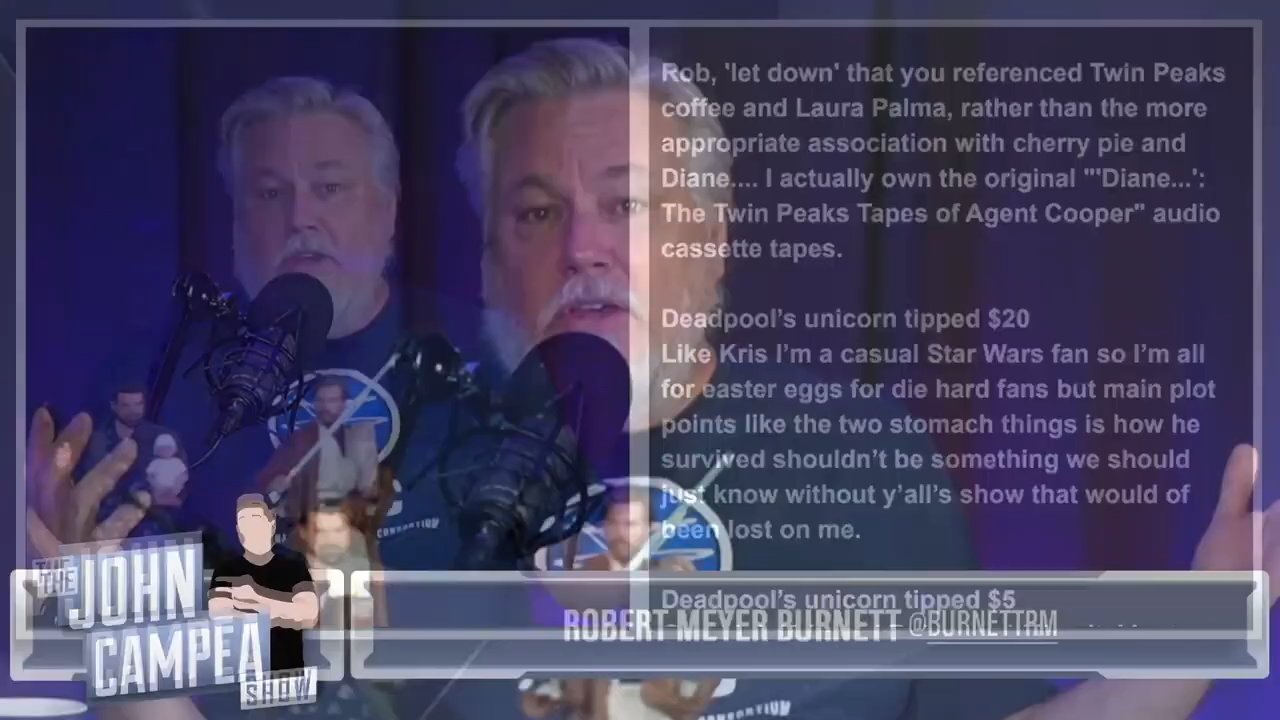 Rob, 'let down' that you referenced Twin Peaks
coffee and Laura Palma, rather than the more
appropriate association with cherry pie and
Diane.... I actually own the original "'Diane...':
The Twin Peaks Tapes of Agent Cooper" audio
cassette tapes.
Deadpool’s unicorn tipped $20
Like Kris I’m a casual Star Wars fan so I’m all
for easter eggs for die hard fans but main plot
points like the two stomach things is how he
survived shouldn’t be something we should
just know without y’all’s show that would of
been lost on me.
Deadpool’s unicorn tipped $5
ROBERT MEYER BURNETT @BURNETTRM
THE
JOHN
CAMPEA
SHOW
CONSORTIUM
CONSORTIUM